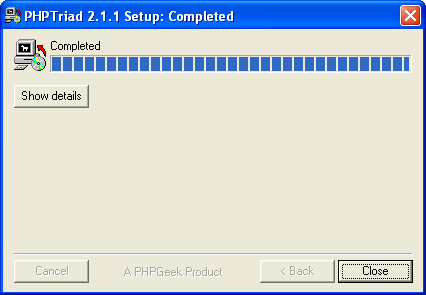 PHPTriad 2.1.1 Setup: Completed
Completed
Show details
Cancel
A PHPGeek Product
< Back
Close